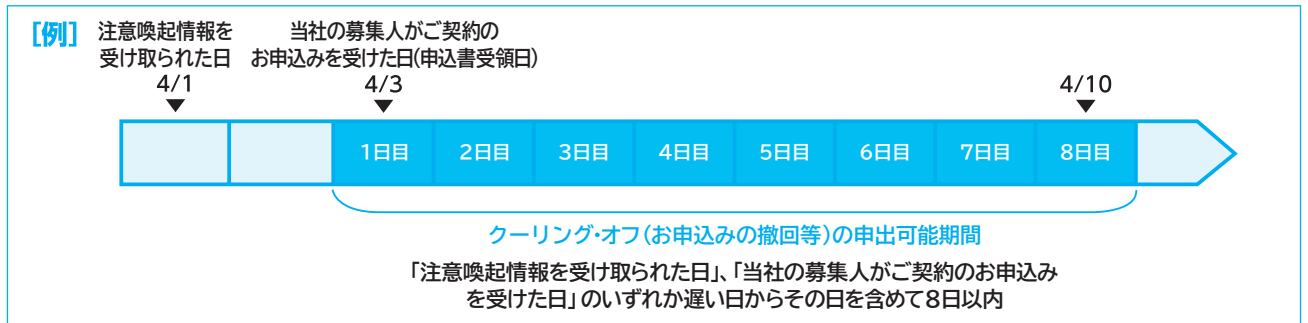 [例]
注意喚起情報を
受け取られた日
4/1
当社の募集人がご契約の
お申込みを受けた日(申込書受領日)
4/3
4/10
1日目 2日目 3日目 4日目 5日目 6日目 7日目 8日目
クーリング・オフ(お申込みの撤回等)の申出可能期間
「注意喚起情報を受け取られた日」、「当社の募集人がご契約のお申込み
を受けた日」のいずれか遅い日からその日を含めて8日以内